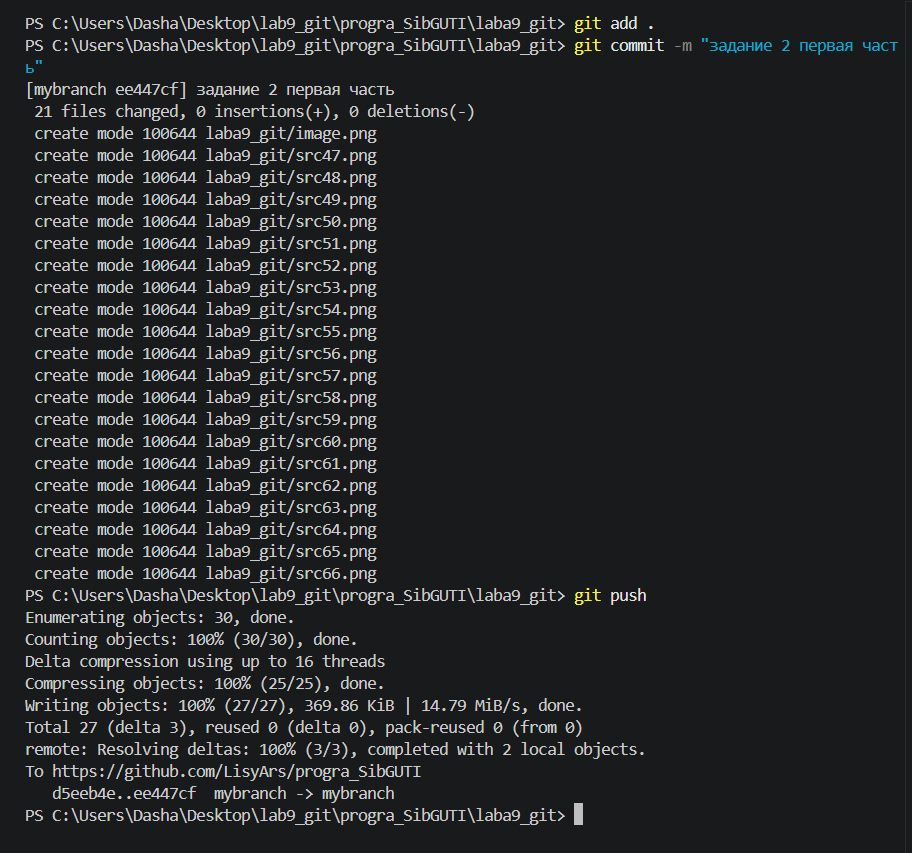 PS C:\Users\Dasha\Desktop\lab9_git\progra_SibGUTI\laba9_git> git add .
PS C:\Users\Dasha\Desktop\lab9_git\progra_SibGUTI\laba9_git> git commit -m "задание 2 первая част
ь"
[mybranch ee447cf] задание 2 первая часть
 21 files changed, 0 insertions(+), 0 deletions(-)
 create mode 100644 laba9_git/image.png
 create mode 100644 laba9_git/src47.png
 create mode 100644 laba9_git/src48.png
 create mode 100644 laba9_git/src49.png
 create mode 100644 laba9_git/src50.png
 create mode 100644 laba9_git/src51.png
 create mode 100644 laba9_git/src52.png
 create mode 100644 laba9_git/src53.png
 create mode 100644 laba9_git/src54.png
 create mode 100644 laba9_git/src55.png
 create mode 100644 laba9_git/src56.png
 create mode 100644 laba9_git/src57.png
 create mode 100644 laba9_git/src58.png
 create mode 100644 laba9_git/src59.png
 create mode 100644 laba9_git/src60.png
 create mode 100644 laba9_git/src61.png
 create mode 100644 laba9_git/src62.png
 create mode 100644 laba9_git/src63.png
 create mode 100644 laba9_git/src64.png
 create mode 100644 laba9_git/src65.png
 create mode 100644 laba9_git/src66.png
PS C:\Users\Dasha\Desktop\lab9_git\progra_SibGUTI\laba9_git> git push
Enumerating objects: 30, done.
Counting objects: 100% (30/30), done.
Delta compression using up to 16 threads
Compressing objects: 100% (25/25), done.
Writing objects: 100% (27/27), 369.86 KiB | 14.79 MiB/s, done.
Total 27 (delta 3), reused 0 (delta 0), pack-reused 0 (from 0)
remote: Resolving deltas: 100% (3/3), completed with 2 local objects.
To https://github.com/LisyArs/progra_SibGUTI
   d5eeb4e..ee447cf  mybranch -> mybranch
PS C:\Users\Dasha\Desktop\lab9_git\progra_SibGUTI\laba9_git>